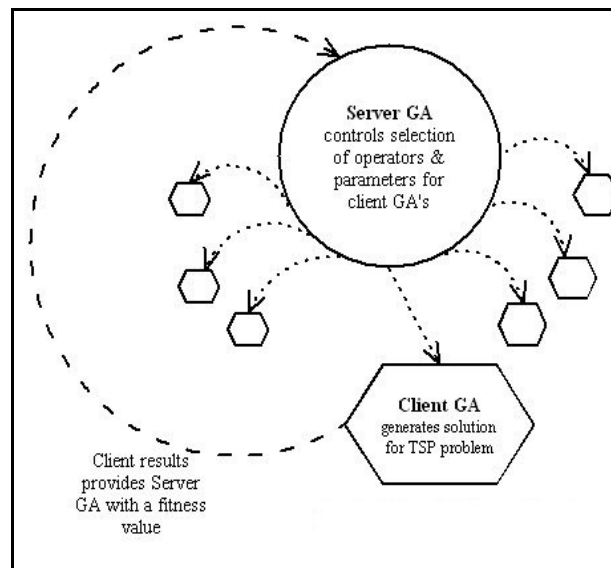 Server GA
controls selection
of operators &
parameters for
client GA's
Client GA
generates solution
for TSP problem
Client results
provides Server
GA with a fitness
value